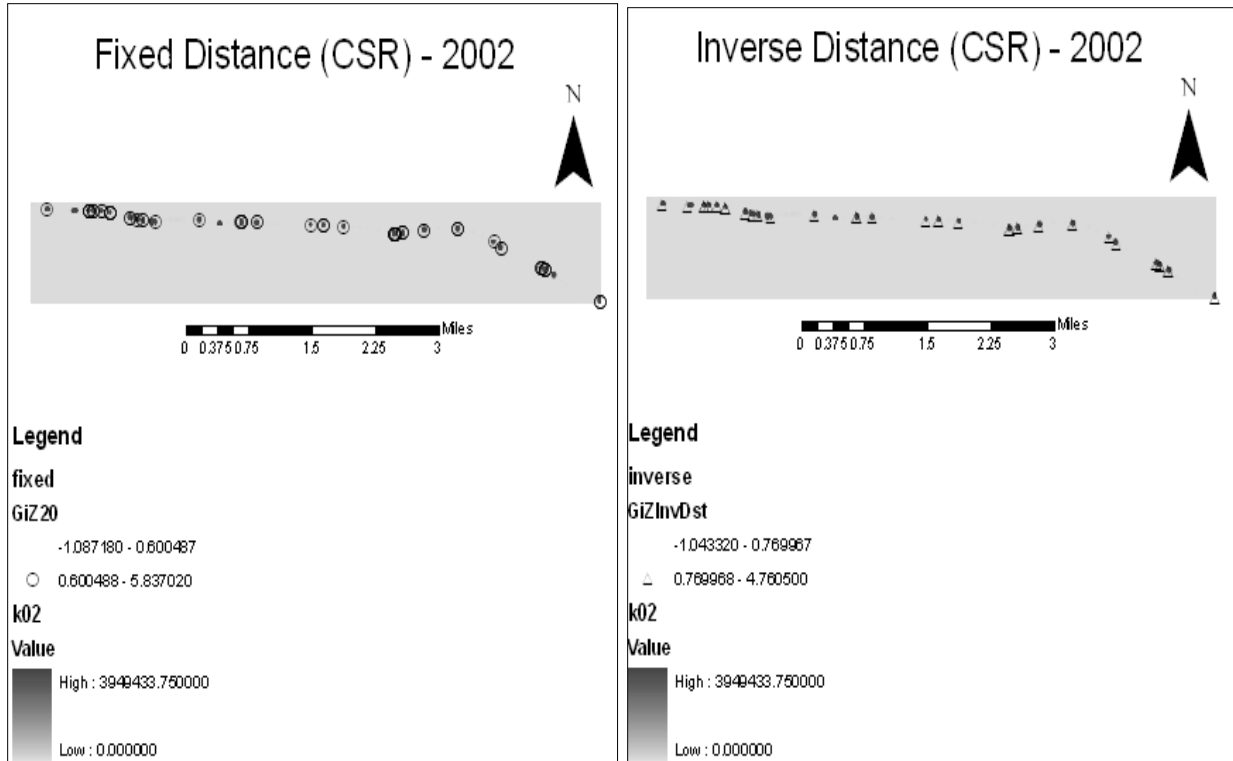 Fixed Distance (CSR) - 2002
N
Miles
0 0.375 0.75 1.5 2.25 3
Legend
fixed
GiZ20
-1.087180 - 0.600487
0.600488 - 5.837020
k02
Value
High : 3949433.750000
Low : 0.000000
Inverse Distance (CSR) - 2002
N
Miles
0 0.375 0.75 1.5 2.25 3
Legend
inverse
GiZInvDst
-1.043320 - 0.769967
0.769968 - 4.760500
k02
Value
High : 3949433.750000
Low : 0.000000